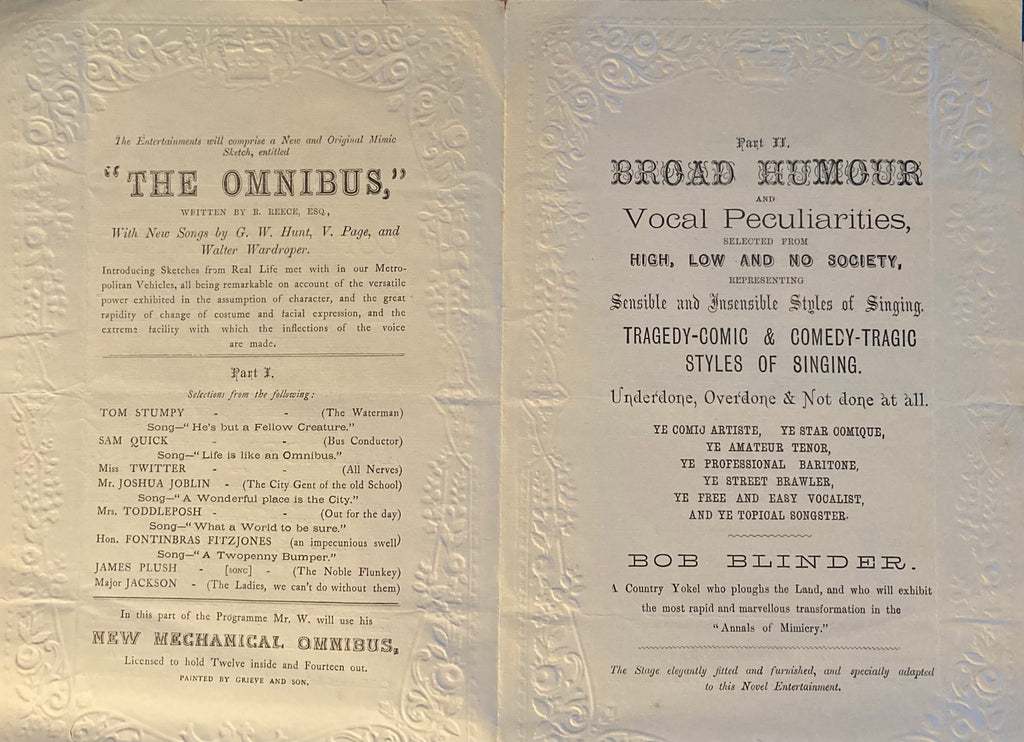 The Entertainments will comprise a New and Original Mimic
Sketch, entitled
"THE OMNIBUS,"
WRITTEN BY R. REECE, ESQ,
With New Songs by G. W. Hunt, V. Page, and
Walter Wardroper.
Introducing Sketches from Real Life met with in our Metro-
politan Vehicles, all being remarkable on account of the versatile
power exhibited in the assumption of character, and the great
rapidity of change of costume and facial expression, and the
extreme facility with which the inflections of the voice
are made.
Part I.
Selections from the following:
TOM STUMPY - - (The Waterman)
Song—"He's but a Fellow Creature."
SAM QUICK - - (Bus Conductor)
Song—"Life is like an Omnibus."
Miss TWITTER - - (All Nerves)
Mr. JOSHUA JOBLIN - (The City Gent of the old School)
Song—"A Wonderful place is the City."
Mrs. TODDLEPOSH - - (Out for the day)
Song—"What a World to be sure."
Hon. FONTINBRAS FITZJONES (an impecunious swell)
Song—"A Twopenny Bumper."
JAMES PLUSH - [SONG] - (The Noble Flunkey)
Major JACKSON - (The Ladies, we can't do without them)
In this part of the Programme Mr. W. will use his
NEW MECHANICAL OMNIBUS,
Licensed to hold Twelve inside and Fourteen out.
PAINTED BY GRIEVE AND SON.
Part II.
BROAD HUMOUR
AND
Vocal Peculiarities,
SELECTED FROM
HIGH, LOW AND NO SOCIETY,
REPRESENTING
Sensible and Insensible Styles of Singing.
TRAGEDY-COMIC & COMEDY-TRAGIC
STYLES OF SINGING.
Underdone, Overdone & Not done at all.
YE COMIC ARTISTE, YE STAR COMIQUE,
YE AMATEUR TENOR,
YE PROFESSIONAL BARITONE,
YE STREET BRAWLER,
YE FREE AND EASY VOCALIST,
AND YE TOPICAL SONGSTER.
BOB BLINDER.
A Country Yokel who ploughs the Land, and who will exhibit
the most rapid and marvellous transformation in the
"Annals of Mimicry."
The Stage elegantly fitted and furnished, and specially adapted
to this Novel Entertainment.